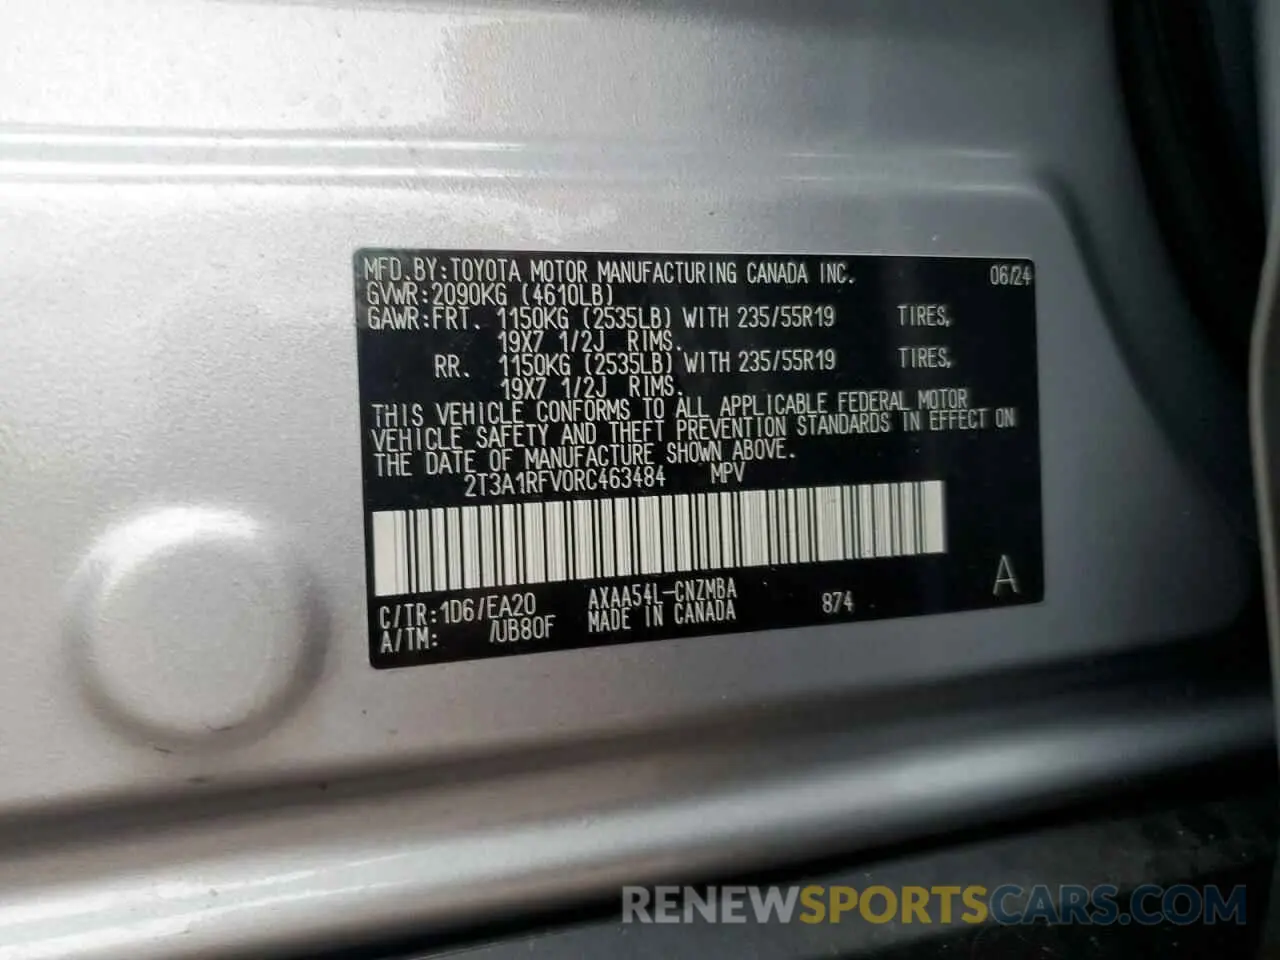 MFD.BY:TOYOTA MOTOR MANUFACTURING CANADA INC. 06/24
GVWR:2090KG (4610LB)
GAWR:FRT. 1150KG (2535LB) WITH 235/55R19 TIRES,
19X7 1/2J RIMS.
RR. 1150KG (2535LB) WITH 235/55R19 TIRES,
19X7 1/2J RIMS.
THIS VEHICLE CONFORMS TO ALL APPLICABLE FEDERAL MOTOR
VEHICLE SAFETY AND THEFT PREVENTION STANDARDS IN EFFECT ON
THE DATE OF MANUFACTURE SHOWN ABOVE.
2T3A1RFV0RC463484 MPV
C/TR:1D6/EA20 AXAA54L-CNZMBA 874 A
A/TM: /UB80F MADE IN CANADA
RENEWSPORTSCARS.COM